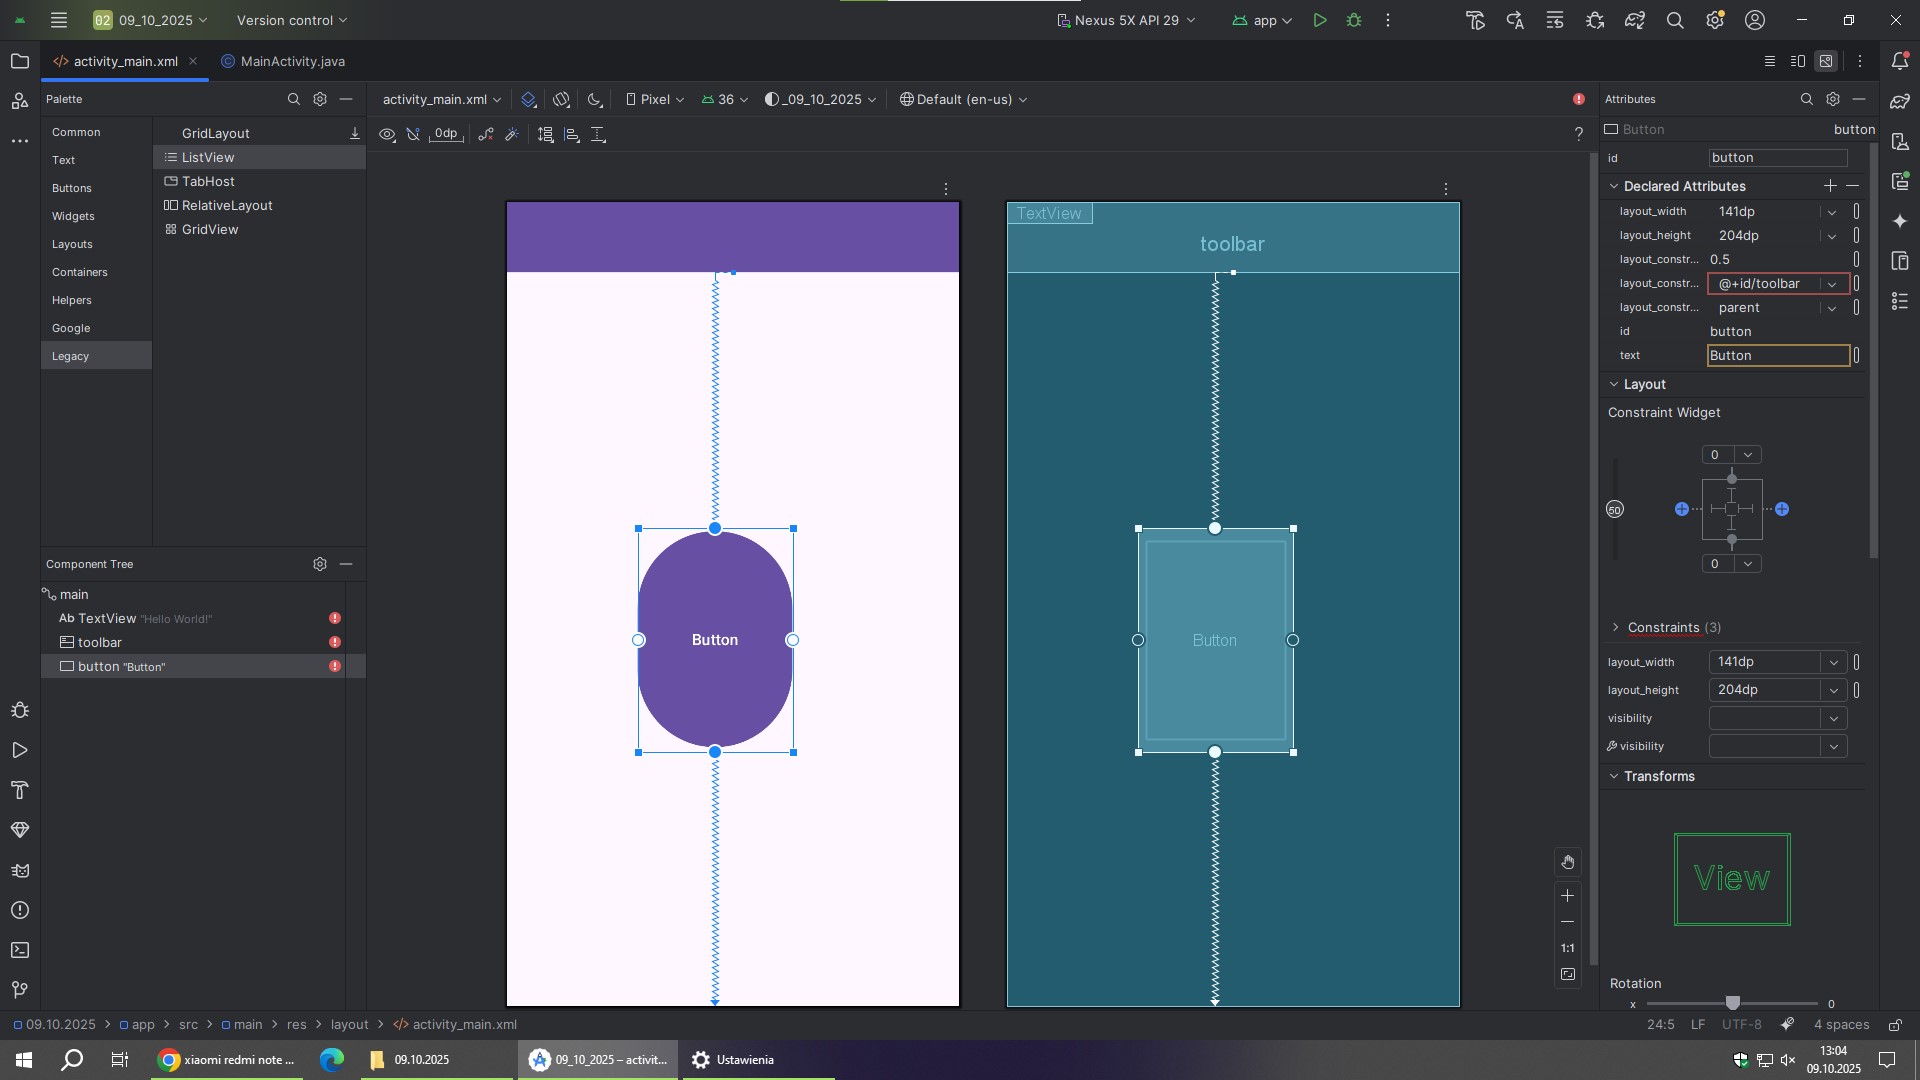 02 09_10_2025 Version control Nexus 5X API 29 app
activity_main.xml MainActivity.java
Palette
Common
Text
Buttons
Widgets
Layouts
Containers
Helpers
Google
Legacy
GridLayout
ListView
TabHost
RelativeLayout
GridView
Component Tree
main
Ab TextView "Hello World!"
toolbar
button "Button"
activity_main.xml Pixel 36 _09_10_2025 Default (en-us)
0dp ?
Button
TextView
toolbar
Button
1:1
Attributes
Button button
id button
Declared Attributes
layout_width 141dp
layout_height 204dp
layout_constr... 0.5
layout_constr... @+id/toolbar
layout_constr... parent
id button
text Button
Layout
Constraint Widget
0
50
0
Constraints (3)
layout_width 141dp
layout_height 204dp
visibility
visibility
Transforms
View
Rotation
x 0
09.10.2025 app src main res layout activity_main.xml 24:5 LF UTF-8 4 spaces
xiaomi redmi note ... 09.10.2025 09_10_2025 – activit... Ustawienia 13:04
09.10.2025